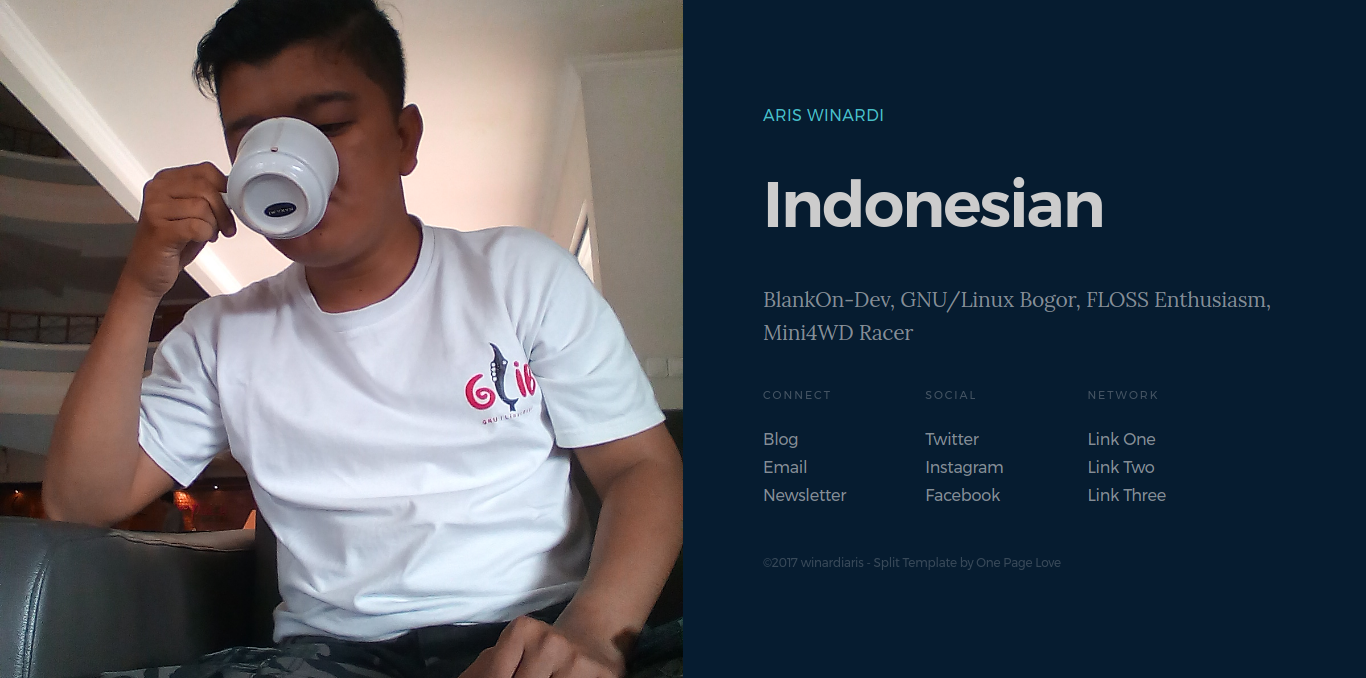 ARIS WINARDI
Indonesian
BlankOn-Dev, GNU/Linux Bogor, FLOSS Enthusiasm,
Mini4WD Racer
CONNECT SOCIAL NETWORK
Blog Twitter Link One
Email Instagram Link Two
Newsletter Facebook Link Three
©2017 winardiaris - Split Template by One Page Love
GLiB